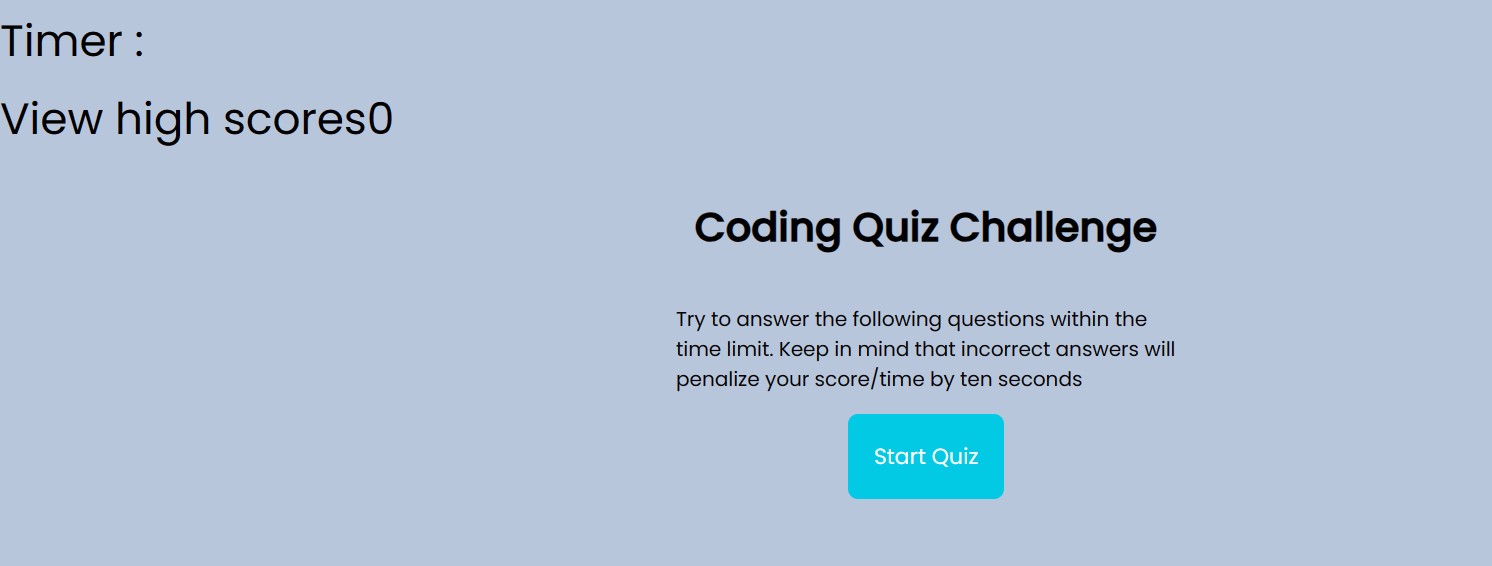 Timer :
View high scores0
Coding Quiz Challenge
Try to answer the following questions within the
time limit. Keep in mind that incorrect answers will
penalize your score/time by ten seconds
Start Quiz